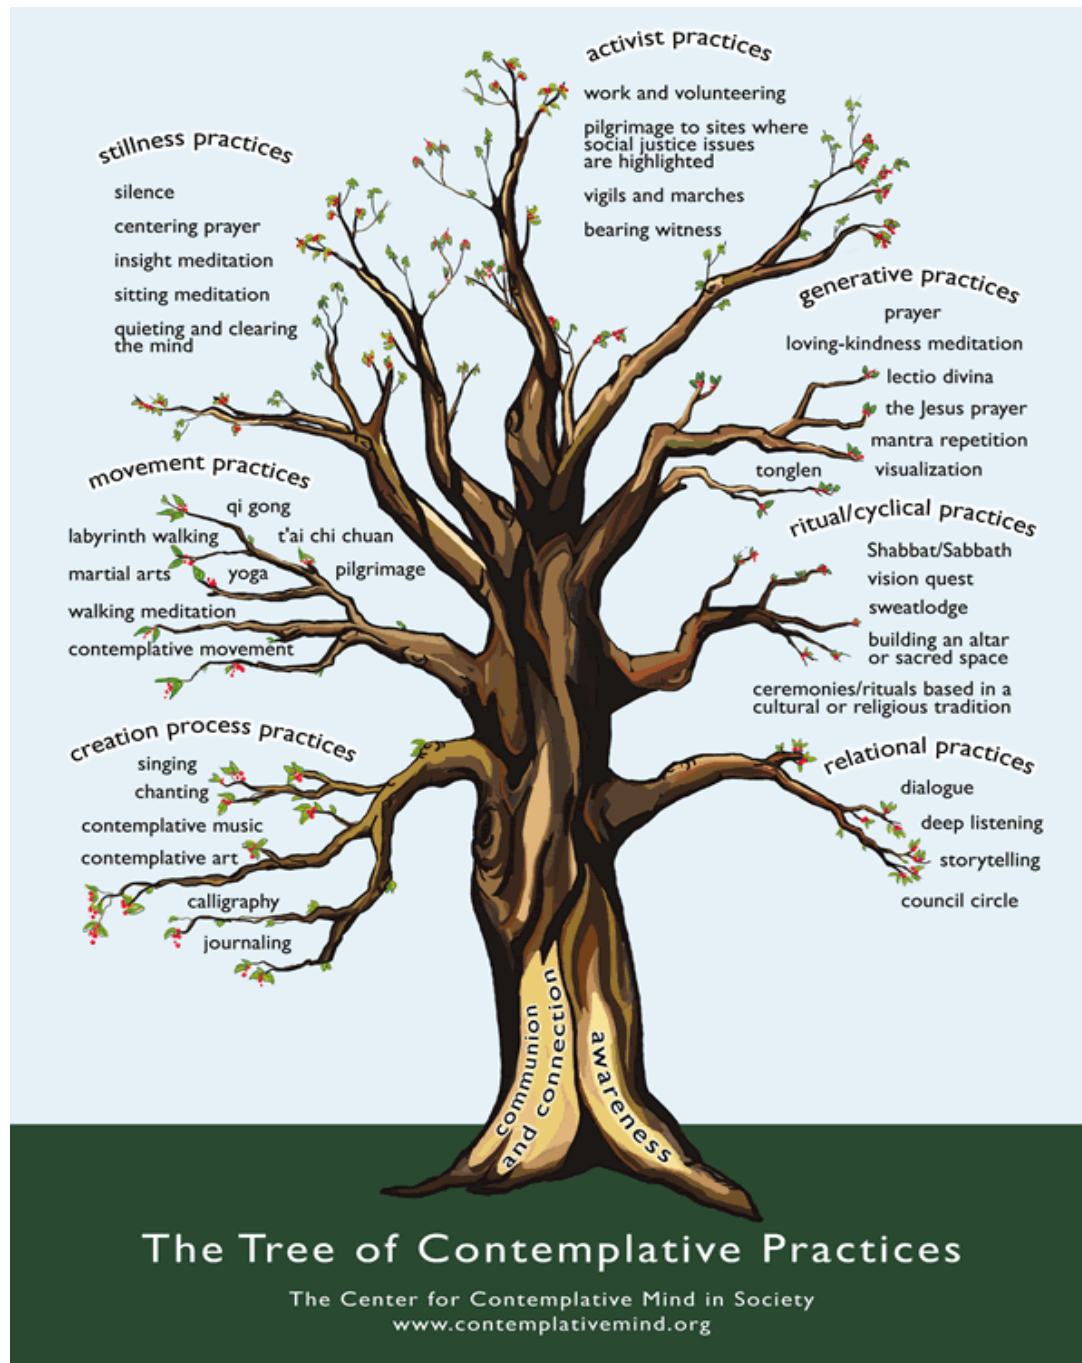 activist practices
work and volunteering
pilgrimage to sites where
social justice issues
are highlighted
vigils and marches
bearing witness
stillness practices
silence
centering prayer
insight meditation
sitting meditation
quieting and clearing
the mind
generative practices
prayer
loving-kindness meditation
lectio divina
the Jesus prayer
mantra repetition
tonglen
visualization
movement practices
qi gong
labyrinth walking
t'ai chi chuan
martial arts
yoga
pilgrimage
walking meditation
contemplative movement
ritual/cyclical practices
Shabbat/Sabbath
vision quest
sweatlodge
building an altar
or sacred space
ceremonies/rituals based in a
cultural or religious tradition
creation process practices
singing
chanting
contemplative music
contemplative art
calligraphy
journaling
relational practices
dialogue
deep listening
storytelling
council circle
communion
and connection
awareness
The Tree of Contemplative Practices
The Center for Contemplative Mind in Society
www.contemplativemind.org